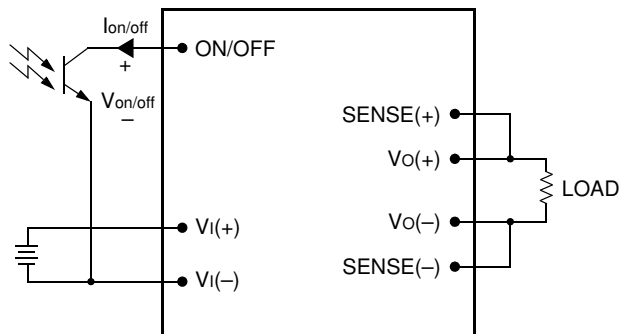 Ion/off
ON/OFF
+
Von/off
–
SENSE(+)
VO(+)
LOAD
VO(–)
SENSE(–)
VI(+)
VI(–)